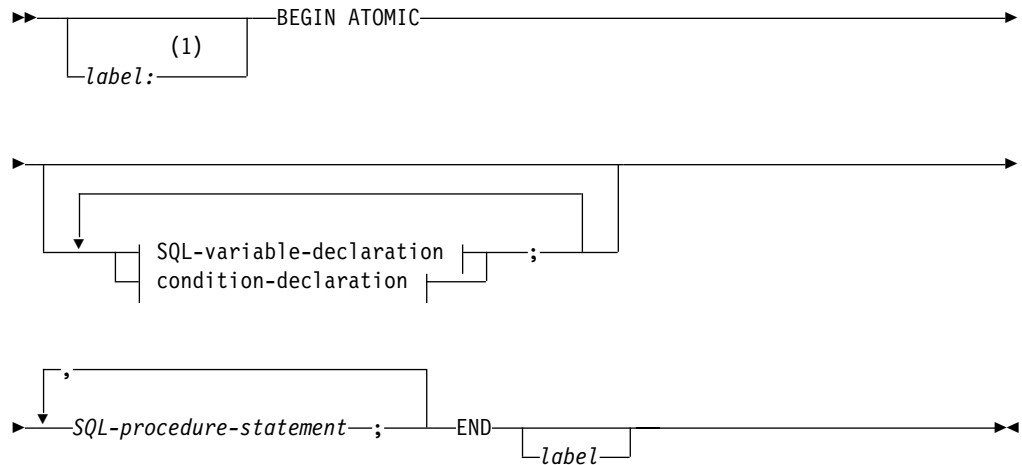 BEGIN ATOMIC
(1)
label:
SQL-variable-declaration ;
condition-declaration
,
SQL-procedure-statement ; END
label